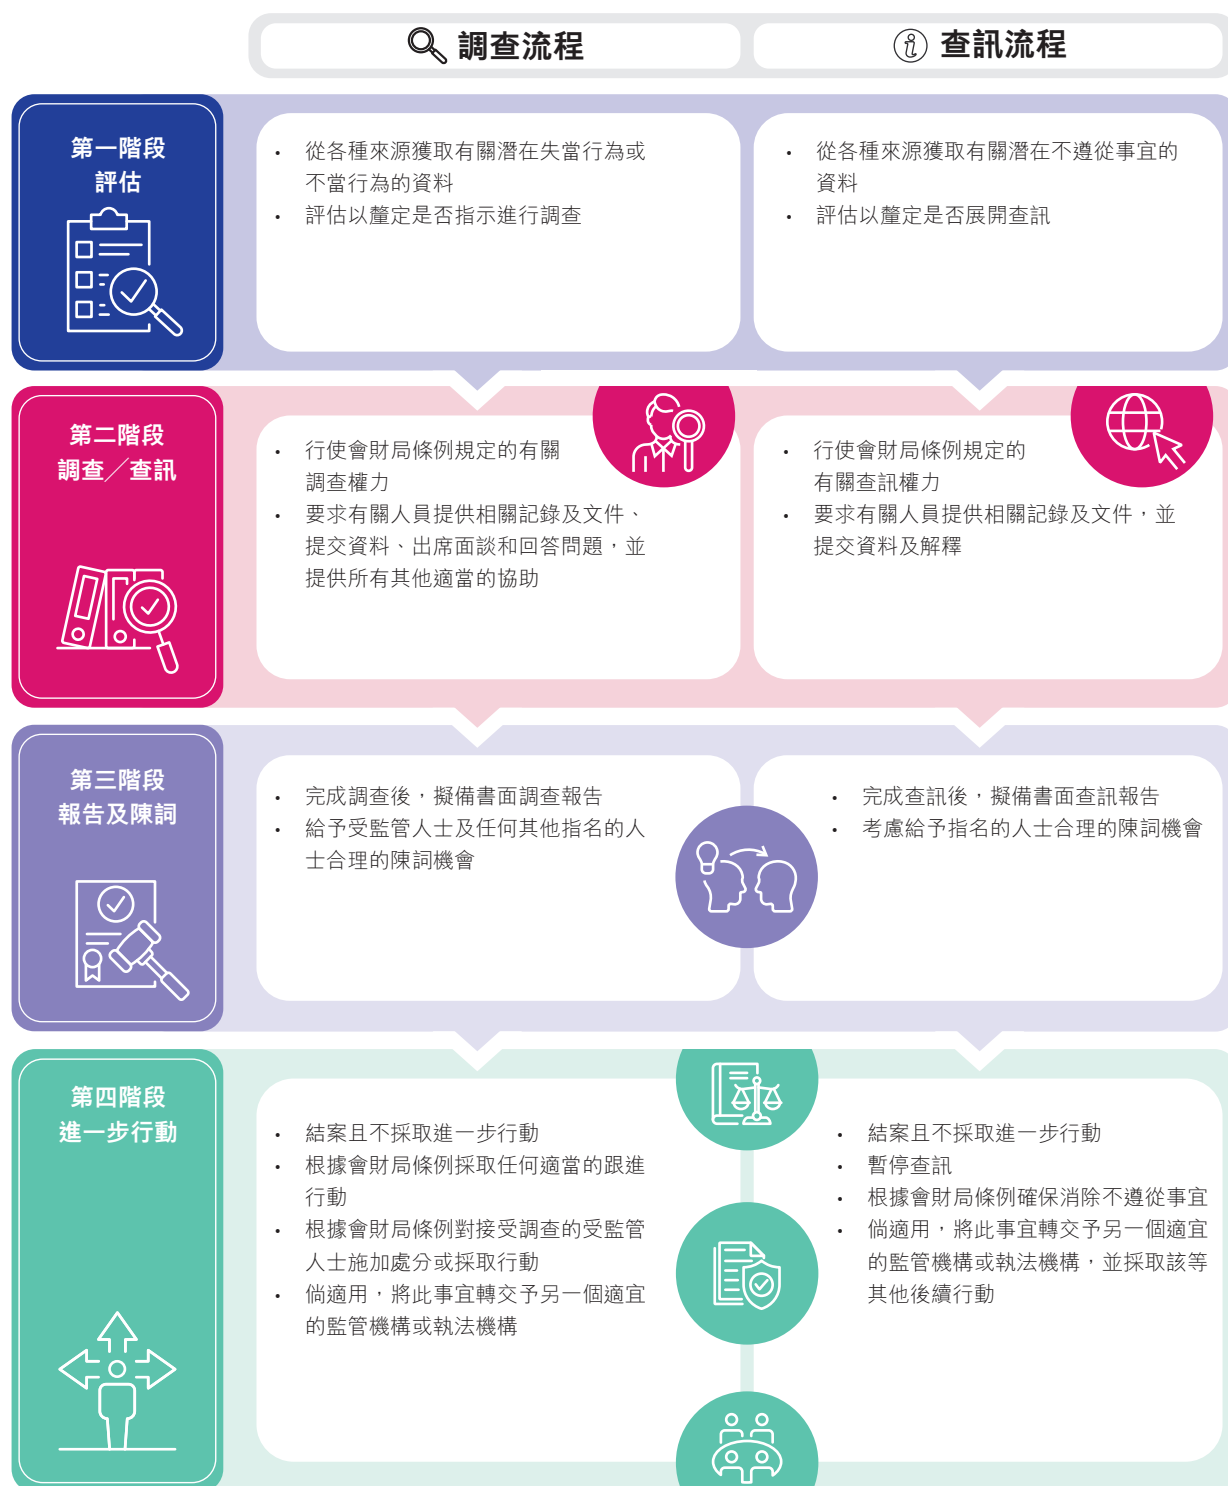 調查流程
查訊流程
第一階段
評估
• 從各種來源獲取有關潛在失當行為或
不當行為的資料
• 評估以釐定是否指示進行調查
• 從各種來源獲取有關潛在不遵從事宜的
資料
• 評估以釐定是否展開查訊
第二階段
調查／查訊
• 行使會財局條例規定的有關
調查權力
• 要求有關人員提供相關記錄及文件、
提交資料、出席面談和回答問題，並
提供所有其他適當的協助
• 行使會財局條例規定的
有關查訊權力
• 要求有關人員提供相關記錄及文件，並
提交資料及解釋
第三階段
報告及陳詞
• 完成調查後，擬備書面調查報告
• 給予受監管人士及任何其他指名的人
士合理的陳詞機會
• 完成查訊後，擬備書面查訊報告
• 考慮給予指名的人士合理的陳詞機會
第四階段
進一步行動
• 結案且不採取進一步行動
• 根據會財局條例採取任何適當的跟進
行動
• 根據會財局條例對接受調查的受監管
人士施加處分或採取行動
• 倘適用，將此事宜轉交予另一個適宜
的監管機構或執法機構
• 結案且不採取進一步行動
• 暫停查訊
• 根據會財局條例確保消除不遵從事宜
• 倘適用，將此事宜轉交予另一個適宜
的監管機構或執法機構，並採取該等
其他後續行動